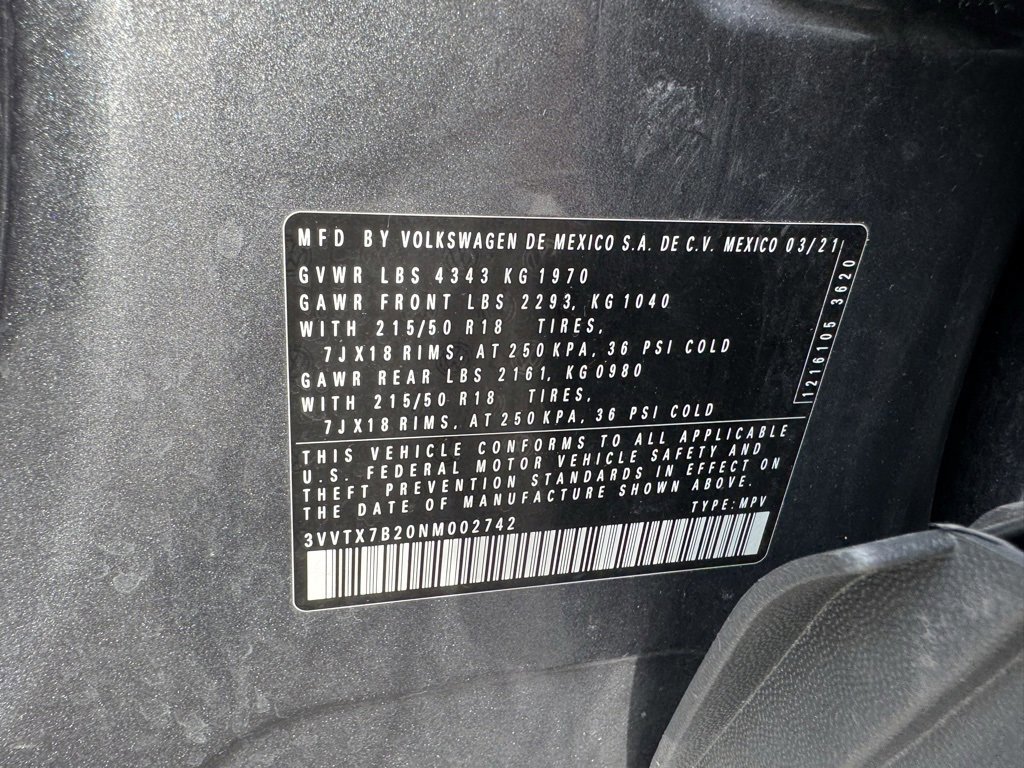 MFD BY VOLKSWAGEN DE MEXICO S.A. DE C.V. MEXICO 03/21
GVWR LBS 4343 KG 1970
GAWR FRONT LBS 2293, KG 1040
WITH 215/50 R18 TIRES,
7JX18 RIMS, AT 250 KPA, 36 PSI COLD
GAWR REAR LBS 2161, KG 0980
WITH 215/50 R18 TIRES,
7JX18 RIMS, AT 250 KPA, 36 PSI COLD
1216105 3620
THIS VEHICLE CONFORMS TO ALL APPLICABLE
U.S. FEDERAL MOTOR VEHICLE SAFETY AND
THEFT PREVENTION STANDARDS IN EFFECT ON
THE DATE OF MANUFACTURE SHOWN ABOVE.
TYPE: MPV
3VVTX7B20NM002742